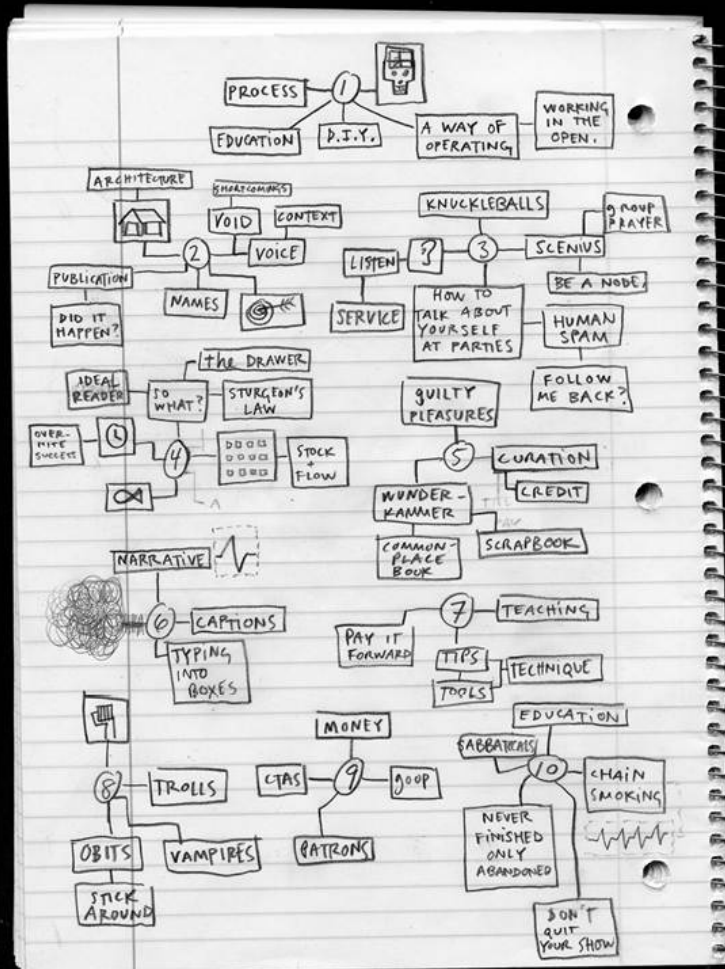 1
PROCESS
EDUCATION
D.I.Y.
A WAY OF
OPERATING
WORKING
IN THE
OPEN.
2
ARCHITECTURE
SHORTCOMINGS
VOID
CONTEXT
VOICE
PUBLICATION
DID IT
HAPPEN?
NAMES
3
KNUCKLEBALLS
?
LISTEN
SERVICE
SCENIUS
group
PRAYER
BE A NODE.
HOW TO
TALK ABOUT
YOURSELF
AT PARTIES
HUMAN
SPAM
FOLLOW
ME BACK?
4
the DRAWER
IDEAL
READER
SO
WHAT?
STURGEON'S
LAW
OVER-
NITE
SUCCESS
STOCK
+
FLOW
5
GUILTY
PLEASURES
CURATION
CREDIT
WUNDER-
KAMMER
COMMON-
PLACE
BOOK
SCRAPBOOK
6
NARRATIVE
CAPTIONS
TYPING
INTO
BOXES
7
TEACHING
PAY IT
FORWARD
TIPS
TOOLS
TECHNIQUE
8
TROLLS
OBITS
VAMPIRES
STICK
AROUND
9
MONEY
CTAS
goop
PATRONS
10
EDUCATION
SABBATICALS
CHAIN
SMOKING
NEVER
FINISHED
ONLY
ABANDONED
DON'T
QUIT
YOUR SHOW